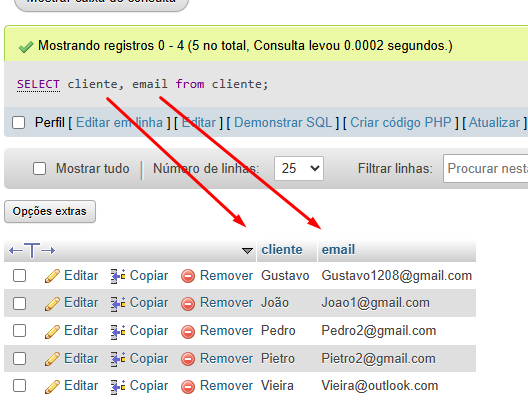 Mostrar caixa de consulta
Mostrando registros 0 - 4 (5 no total, Consulta levou 0.0002 segundos.)
SELECT cliente, email from cliente;
Perfil [ Editar em linha ] [ Editar ] [ Demonstrar SQL ] [ Criar código PHP ] [ Atualizar ]
Mostrar tudo | Número de linhas: 25 Filtrar linhas: Procurar nesta
Opções extras
←T→ cliente email
Editar Copiar Remover Gustavo Gustavo1208@gmail.com
Editar Copiar Remover João Joao1@gmail.com
Editar Copiar Remover Pedro Pedro2@gmail.com
Editar Copiar Remover Pietro Pietro2@gmail.com
Editar Copiar Remover Vieira Vieira@outlook.com